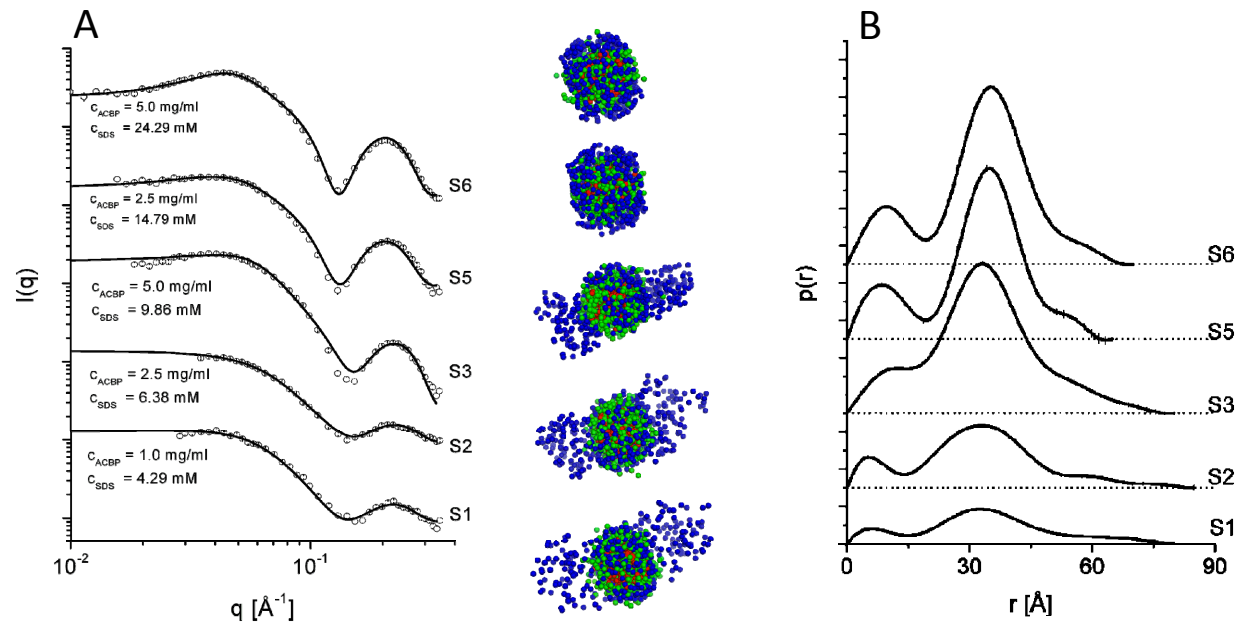 A
B
c_ACBP = 5.0 mg/ml
c_SDS = 24.29 mM
S6
c_ACBP = 2.5 mg/ml
c_SDS = 14.79 mM
S5
c_ACBP = 5.0 mg/ml
c_SDS = 9.86 mM
S3
c_ACBP = 2.5 mg/ml
c_SDS = 6.38 mM
S2
c_ACBP = 1.0 mg/ml
c_SDS = 4.29 mM
S1
I(q)
10⁻²
10⁻¹
q [Å⁻¹]
p(r)
S6
S5
S3
S2
S1
0
30
60
90
r [Å]